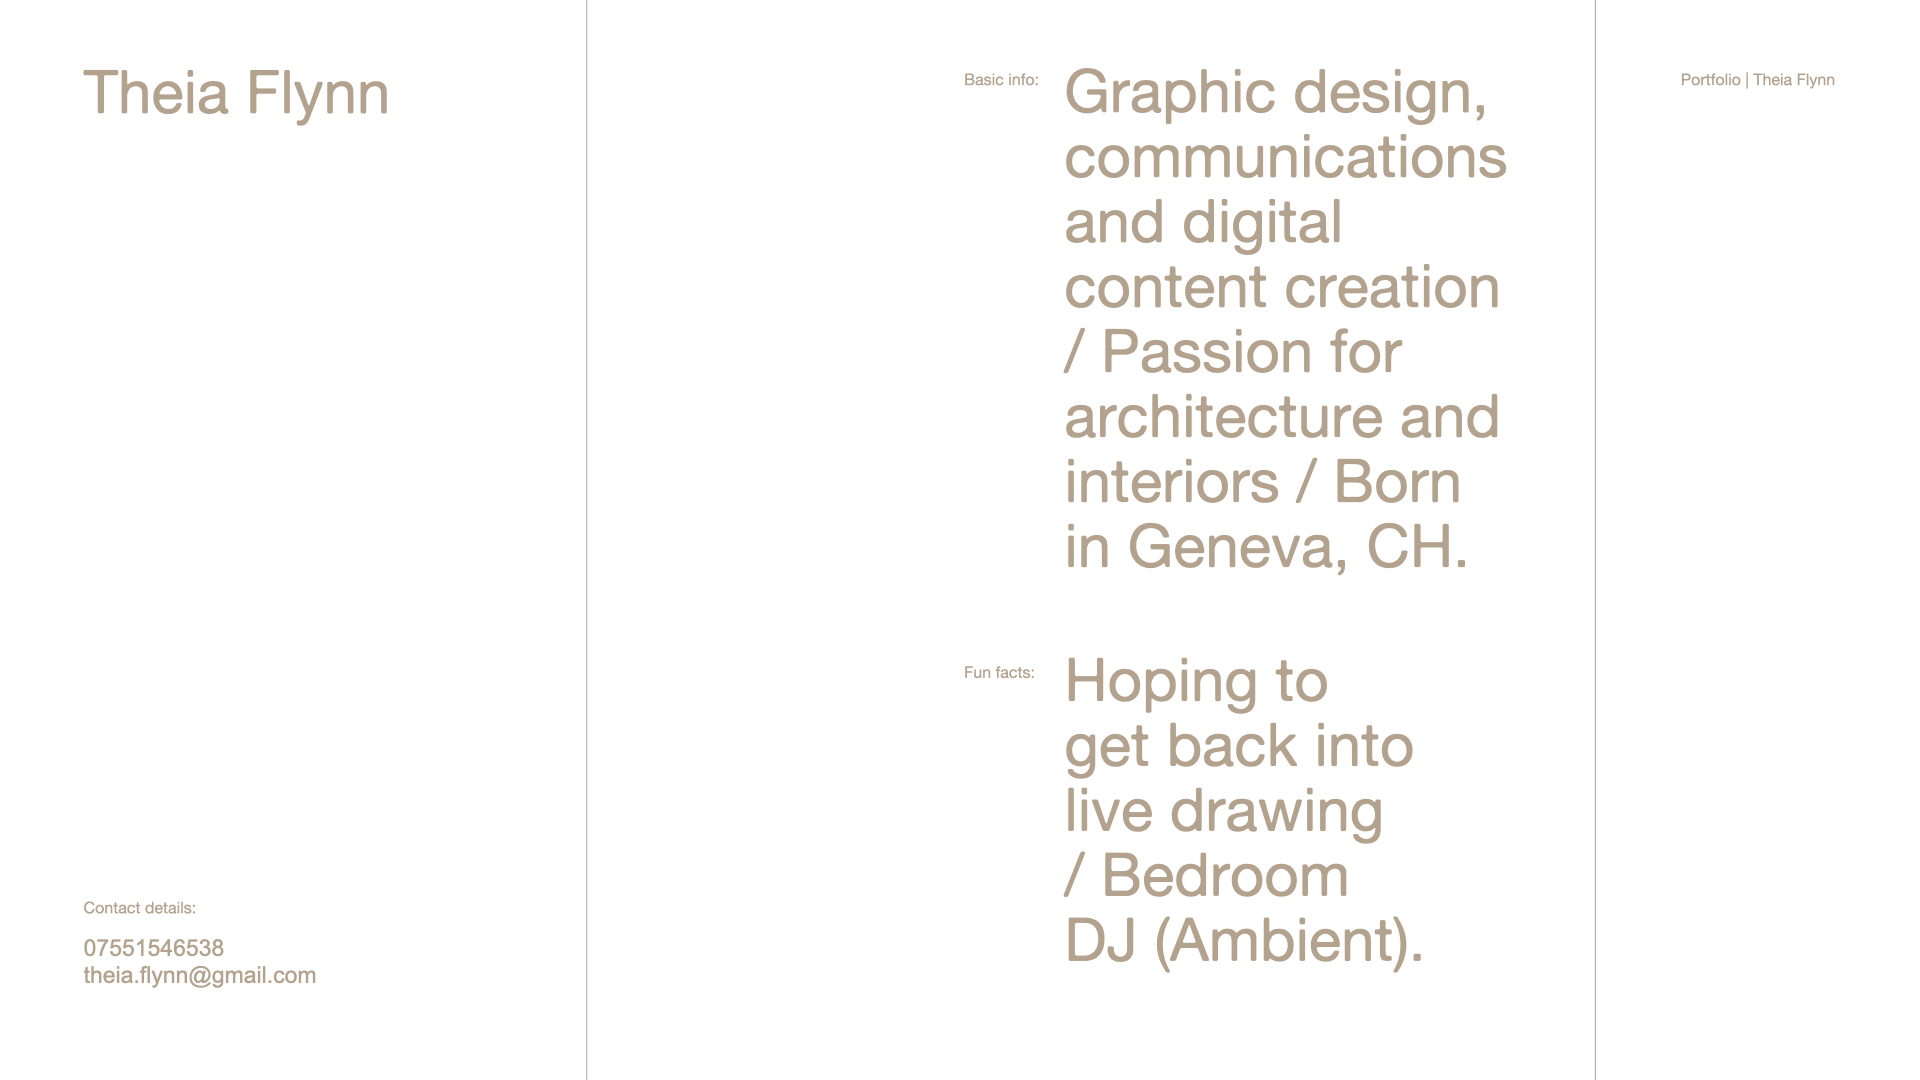 Theia Flynn
Contact details:
07551546538
theia.flynn@gmail.com
Basic info:
Graphic design,
communications
and digital
content creation
/ Passion for
architecture and
interiors / Born
in Geneva, CH.
Fun facts:
Hoping to
get back into
live drawing
/ Bedroom
DJ (Ambient).
Portfolio | Theia Flynn